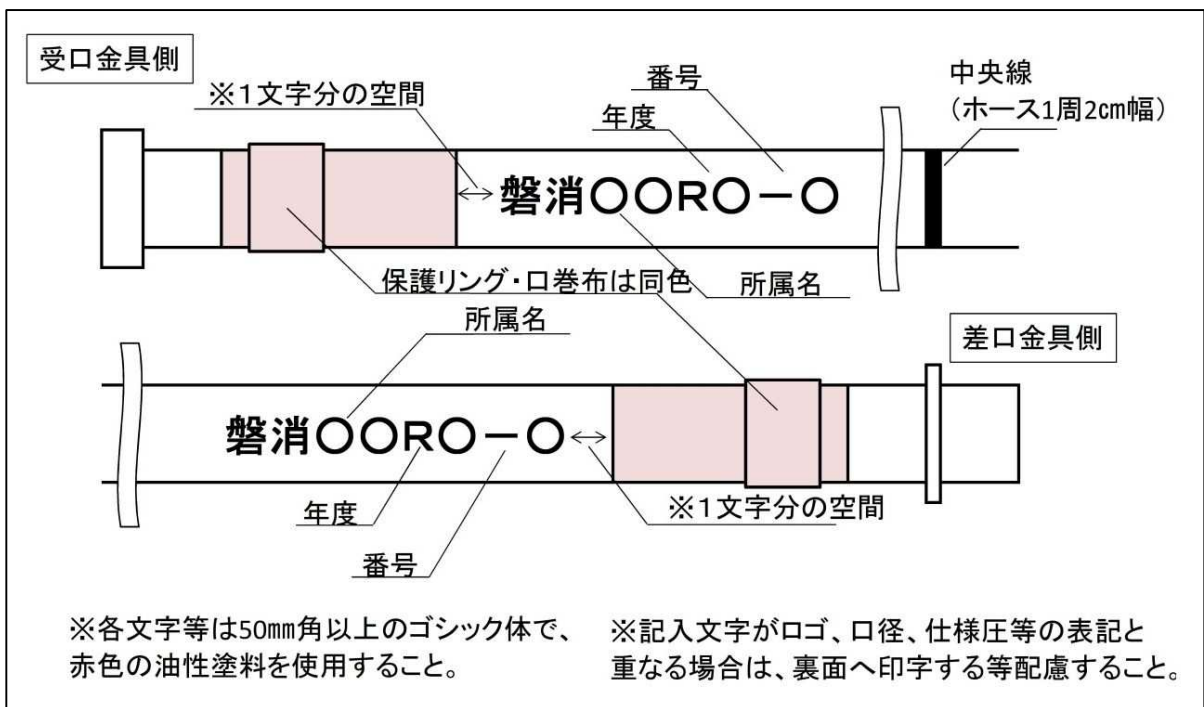 受口金具側
※１文字分の空間
番号
年度
中央線
（ホース1周2㎝幅）
磐消〇〇Ｒ〇－〇
保護リング・口巻布は同色
所属名
所属名
差口金具側
磐消〇〇Ｒ〇－〇
年度
※１文字分の空間
番号
※各文字等は50㎜角以上のゴシック体で、
赤色の油性塗料を使用すること。
※記入文字がロゴ、口径、仕様圧等の表記と
重なる場合は、裏面へ印字する等配慮すること。